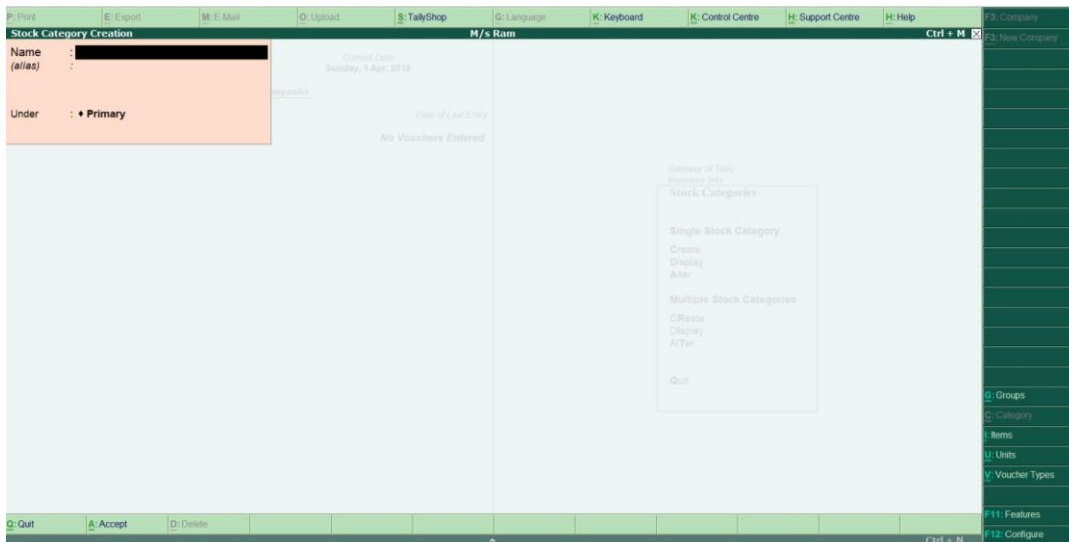 P: Print E: Export M: E-Mail O: Upload S: TallyShop G: Language K: Keyboard K: Control Centre H: Support Centre H: Help F3: Company
Stock Category Creation M/s Ram Ctrl + M F3: New Company
Name :
(alias) :
Under : ♦ Primary
Current Date
Sunday, 1 Apr, 2018
Date of Last Entry
No Vouchers Entered
Gateway of Tally
Inventory Info.
Stock Categories
Single Stock Category
Create
Display
Alter
Multiple Stock Categories
CReate
DIsplay
AlTer
Quit
G: Groups
C: Category
I: Items
U: Units
V: Voucher Types
F11: Features
F12: Configure
Q: Quit A: Accept D: Delete
Ctrl + N